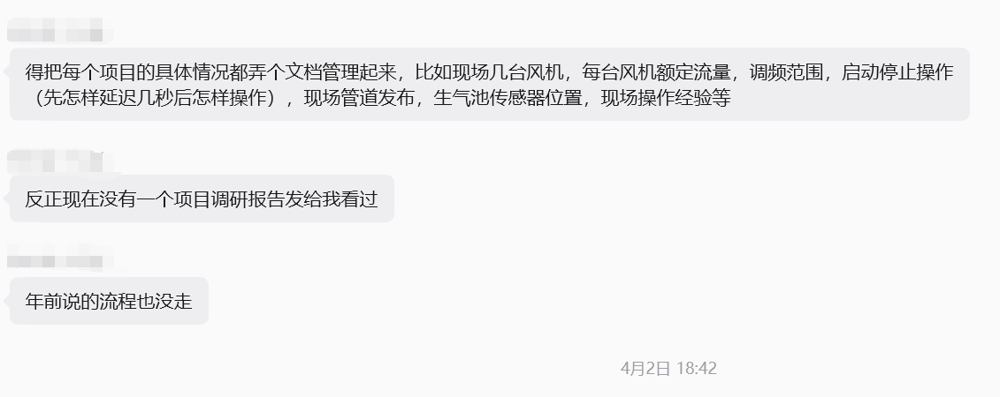 得把每个项目的具体情况都弄个文档管理起来，比如现场几台风机，每台风机额定流量，调频范围，启动停止操作
（先怎样延迟几秒后怎样操作），现场管道发布，生气池传感器位置，现场操作经验等
反正现在没有一个项目调研报告发给我看过
年前说的流程也没走
4月2日 18:42